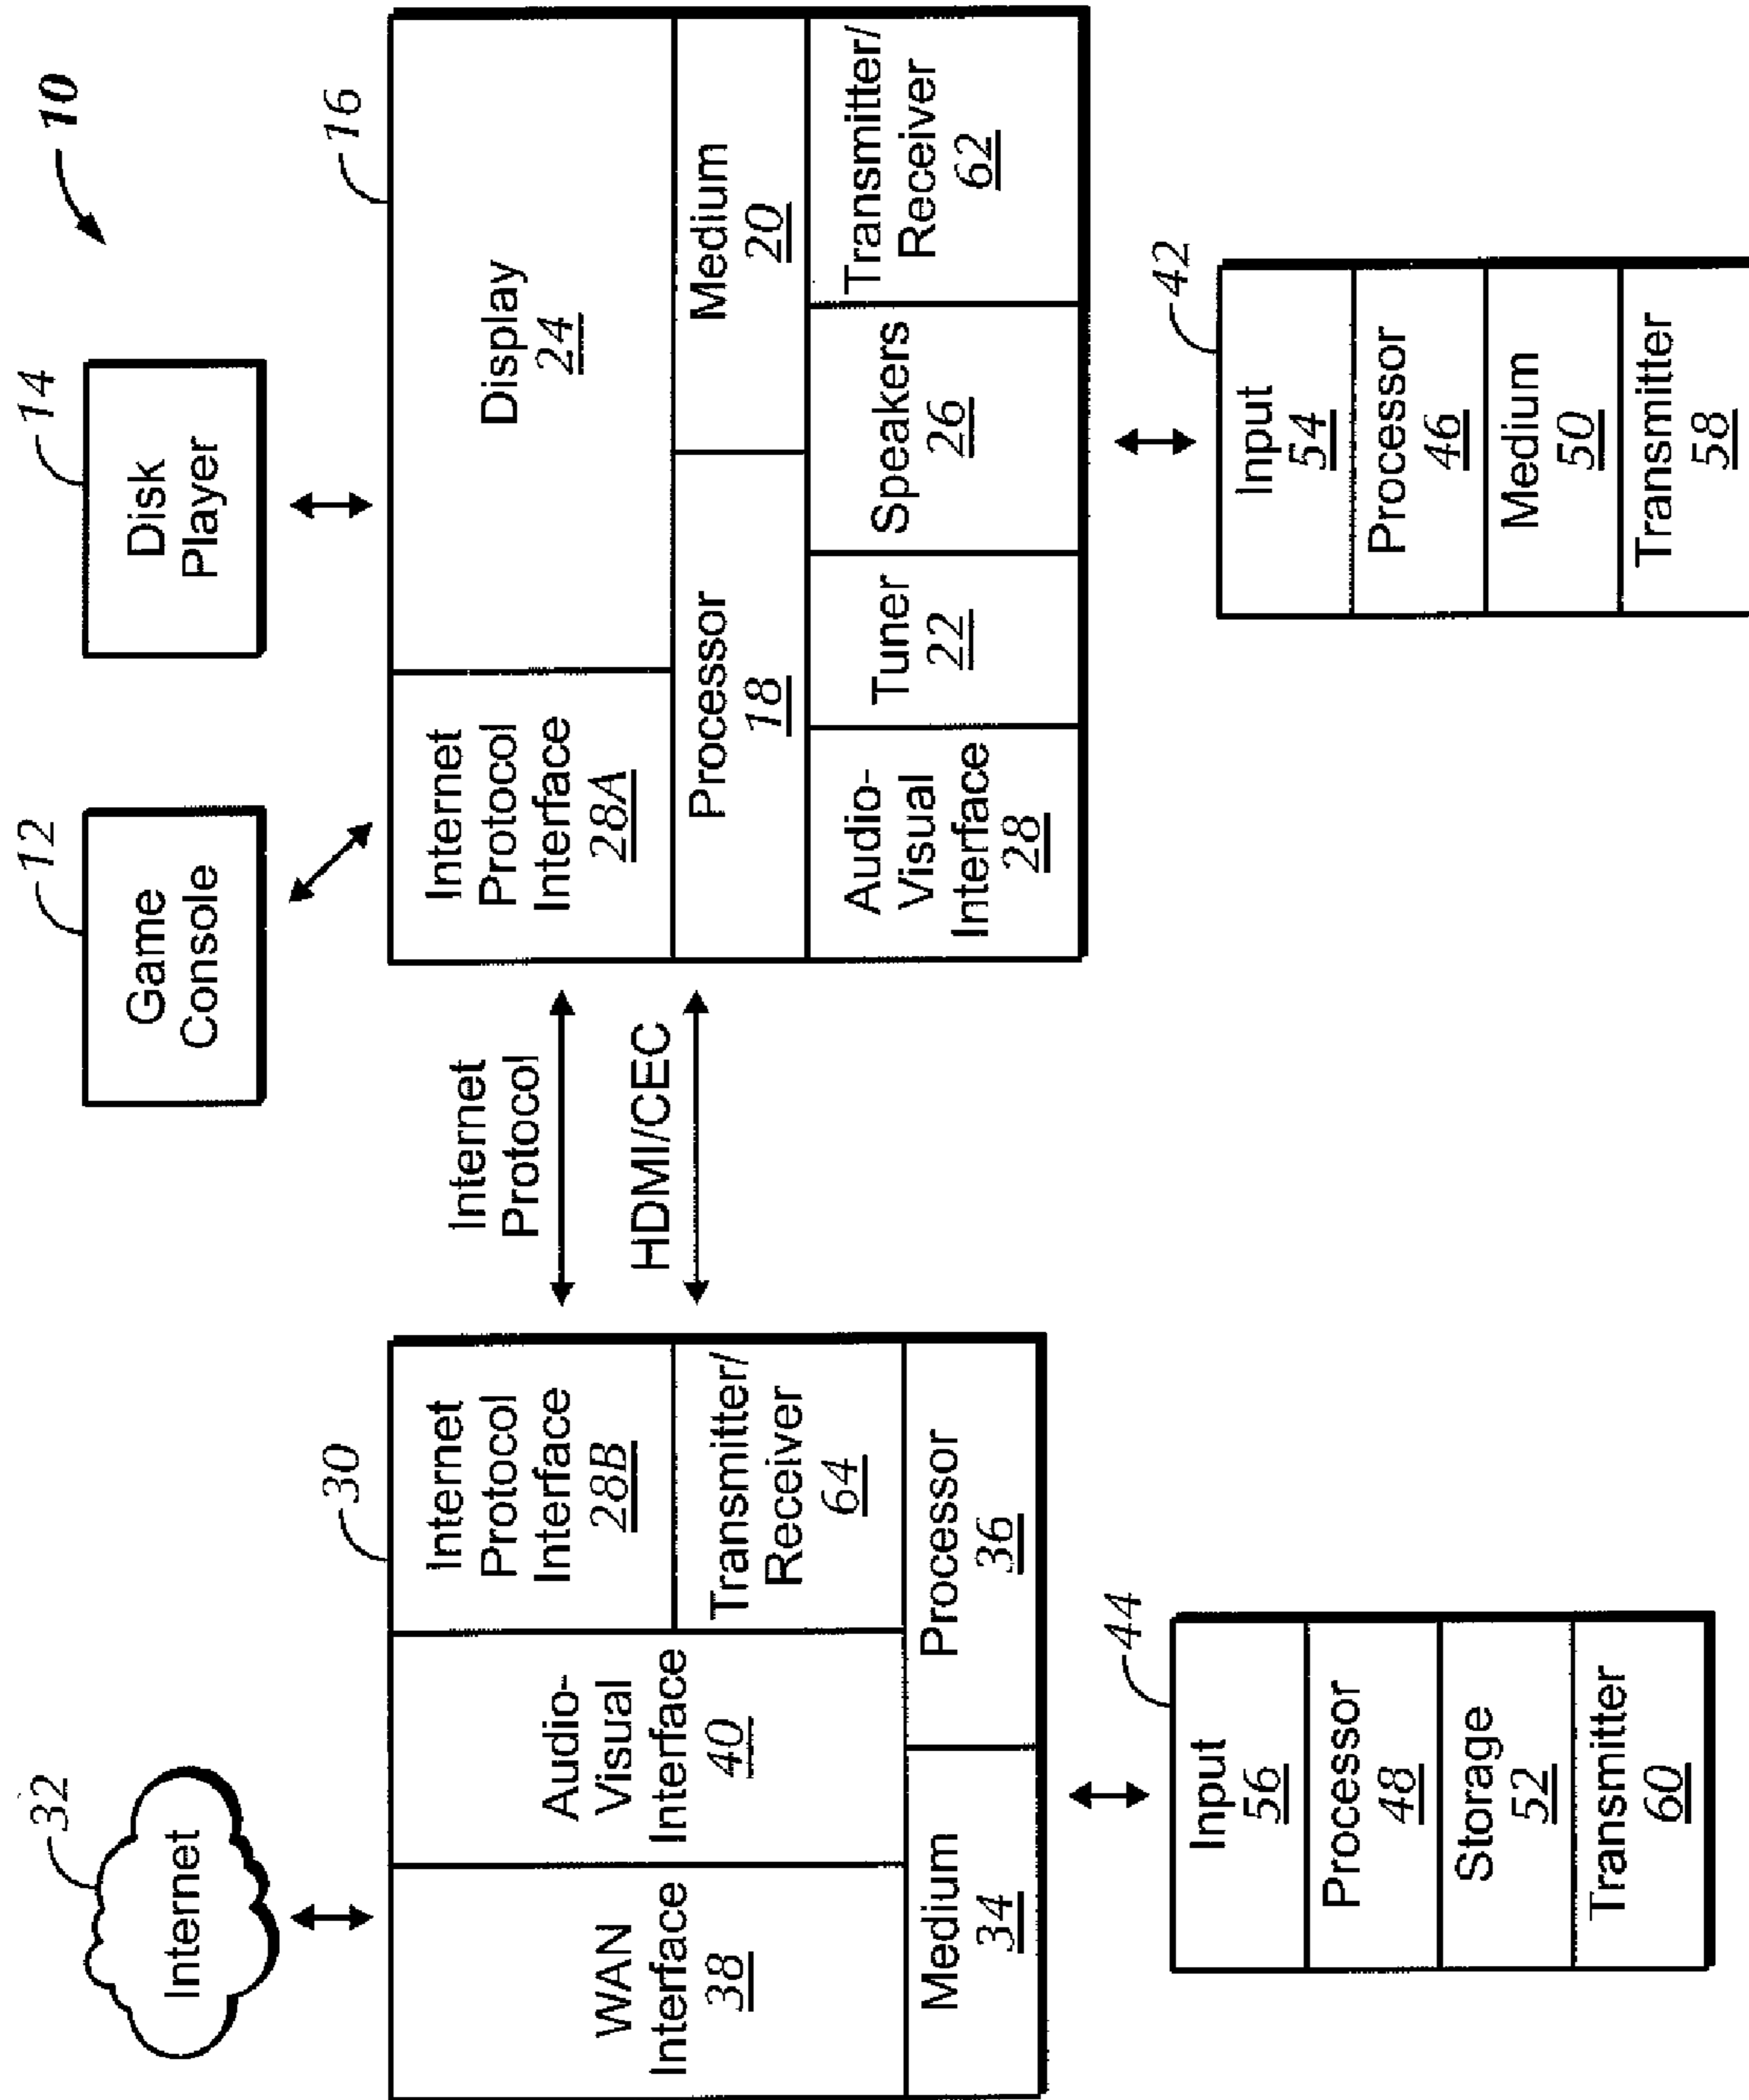 10
32
Internet
12
Game
Console
14
Disk
Player
30
WAN
Interface
38
Audio-
Visual
Interface
40
Internet
Protocol
Interface
28B
Transmitter/
Receiver
64
Medium
34
Processor
36
Internet
Protocol
HDMI/CEC
16
Internet
Protocol
Interface
28A
Display
24
Processor
18
Medium
20
Audio-
Visual
Interface
28
Tuner
22
Speakers
26
Transmitter/
Receiver
62
44
Input
56
Processor
48
Storage
52
Transmitter
60
42
Input
54
Processor
46
Medium
50
Transmitter
58